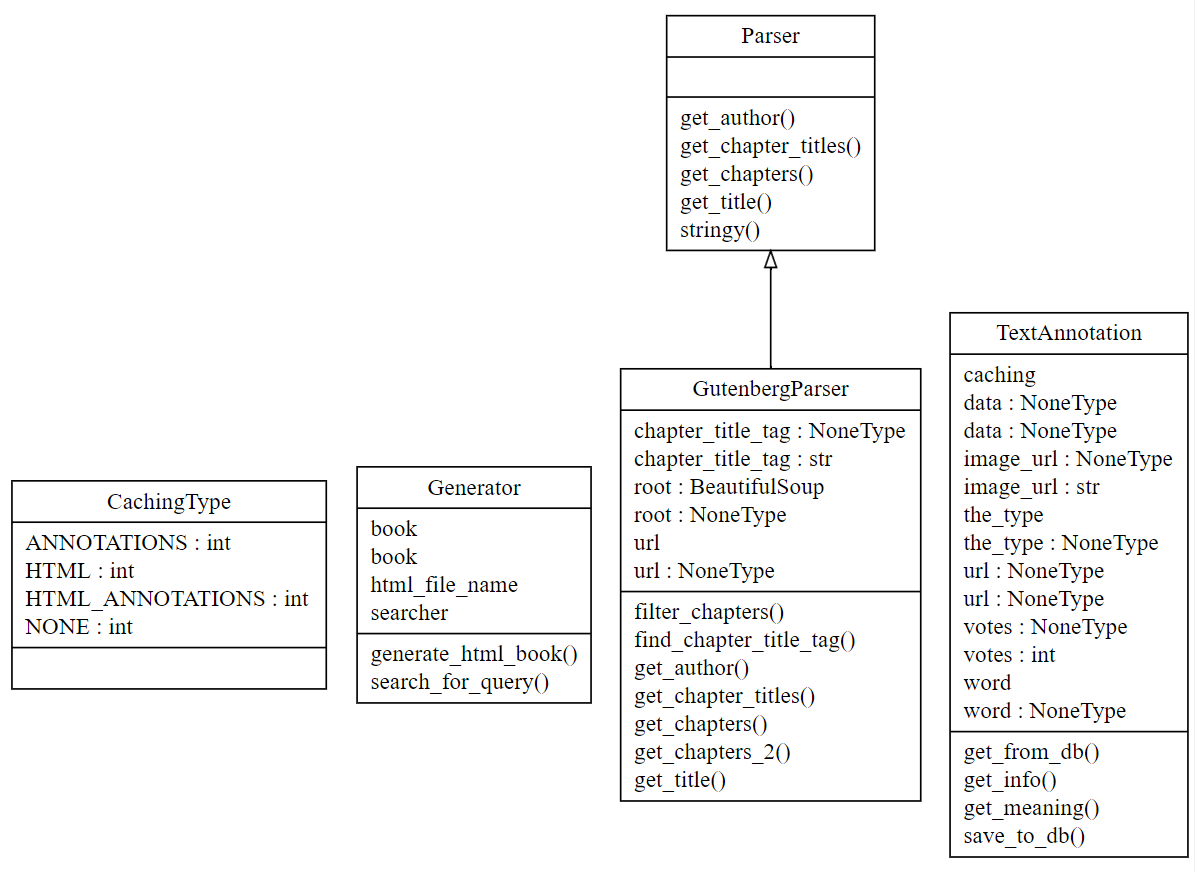 Parser
get_author()
get_chapter_titles()
get_chapters()
get_title()
stringy()
CachingType
ANNOTATIONS : int
HTML : int
HTML_ANNOTATIONS : int
NONE : int
Generator
book
book
html_file_name
searcher
generate_html_book()
search_for_query()
GutenbergParser
chapter_title_tag : NoneType
chapter_title_tag : str
root : BeautifulSoup
root : NoneType
url
url : NoneType
filter_chapters()
find_chapter_title_tag()
get_author()
get_chapter_titles()
get_chapters()
get_chapters_2()
get_title()
TextAnnotation
caching
data : NoneType
data : NoneType
image_url : NoneType
image_url : str
the_type
the_type : NoneType
url : NoneType
url : NoneType
votes : NoneType
votes : int
word
word : NoneType
get_from_db()
get_info()
get_meaning()
save_to_db()